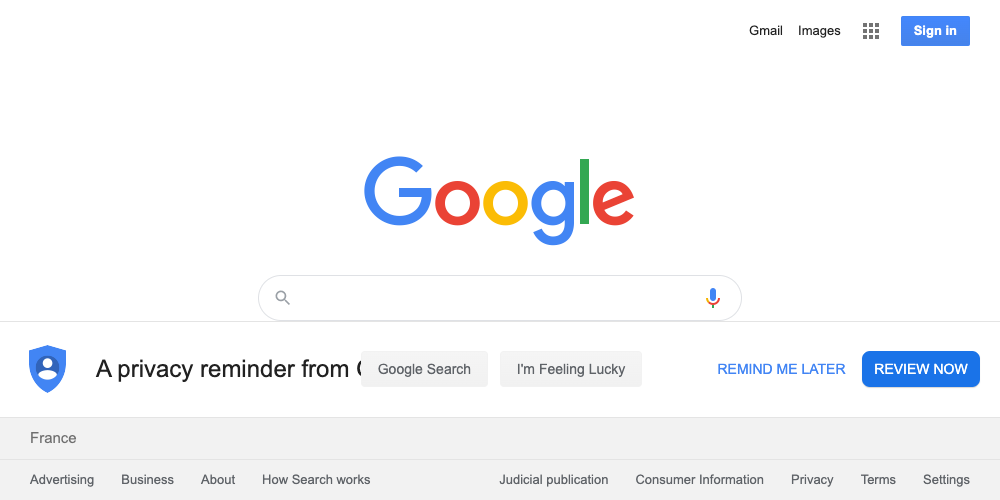 Gmail Images Sign in
Google
A privacy reminder from
Google Search I'm Feeling Lucky REMIND ME LATER REVIEW NOW
France
Advertising Business About How Search works Judicial publication Consumer Information Privacy Terms Settings